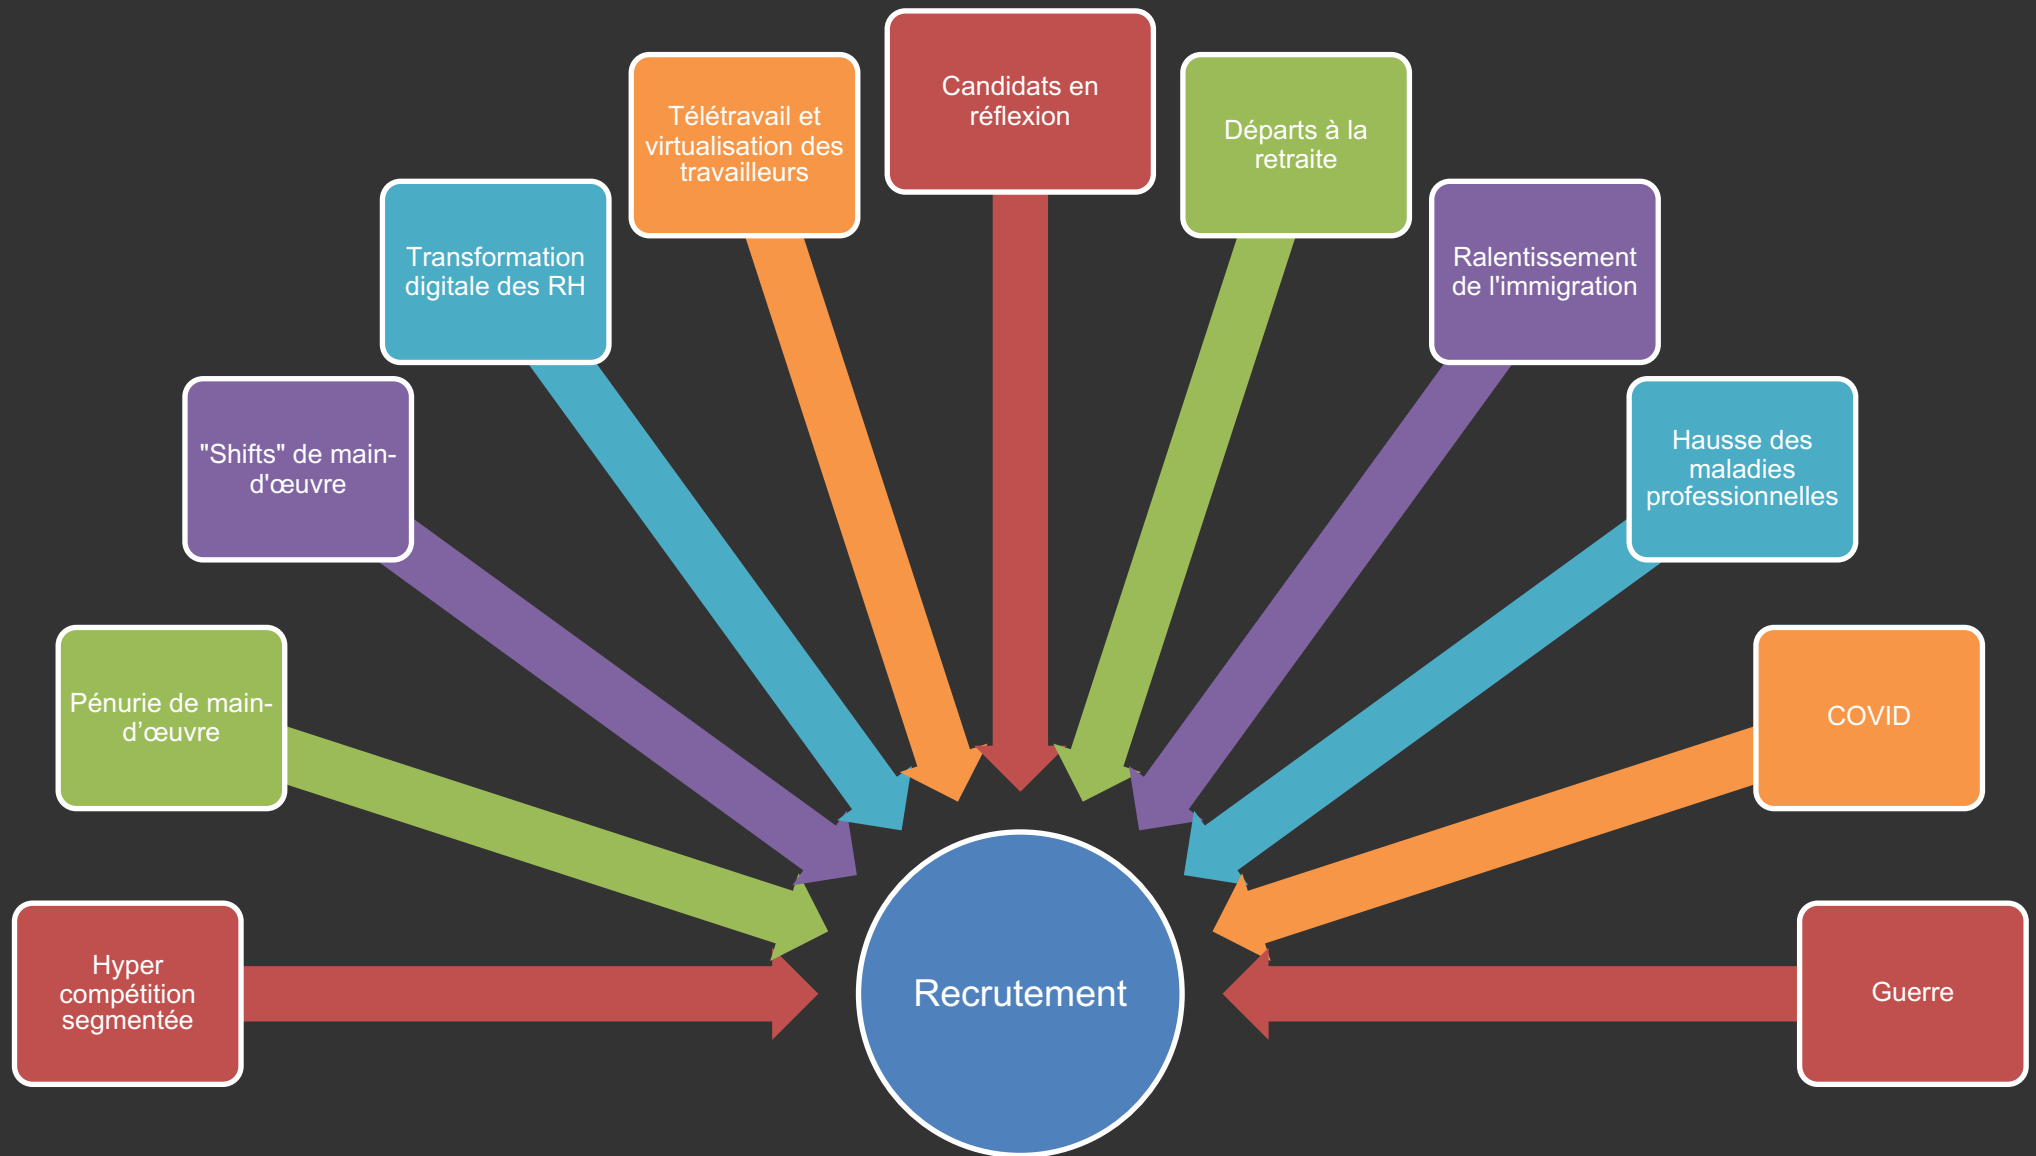 Candidats en
réflexion
Télétravail et
virtualisation des
travailleurs
Départs à la
retraite
Transformation
digitale des RH
Ralentissement
de l'immigration
"Shifts" de main-
d'œuvre
Hausse des
maladies
professionnelles
Pénurie de main-
d’œuvre
COVID
Hyper
compétition
segmentée
Recrutement
Guerre